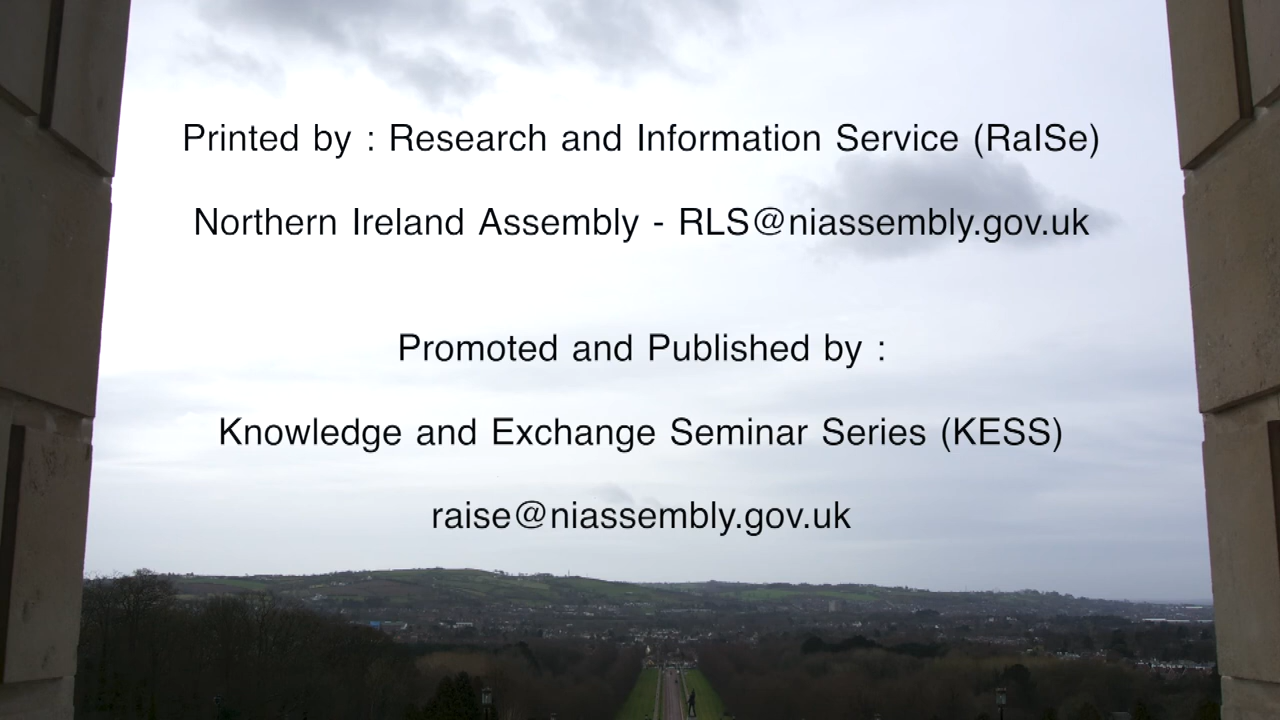 Printed by : Research and Information Service (RaISe)
Northern Ireland Assembly - RLS@niassembly.gov.uk
Promoted and Published by :
Knowledge and Exchange Seminar Series (KESS)
raise@niassembly.gov.uk